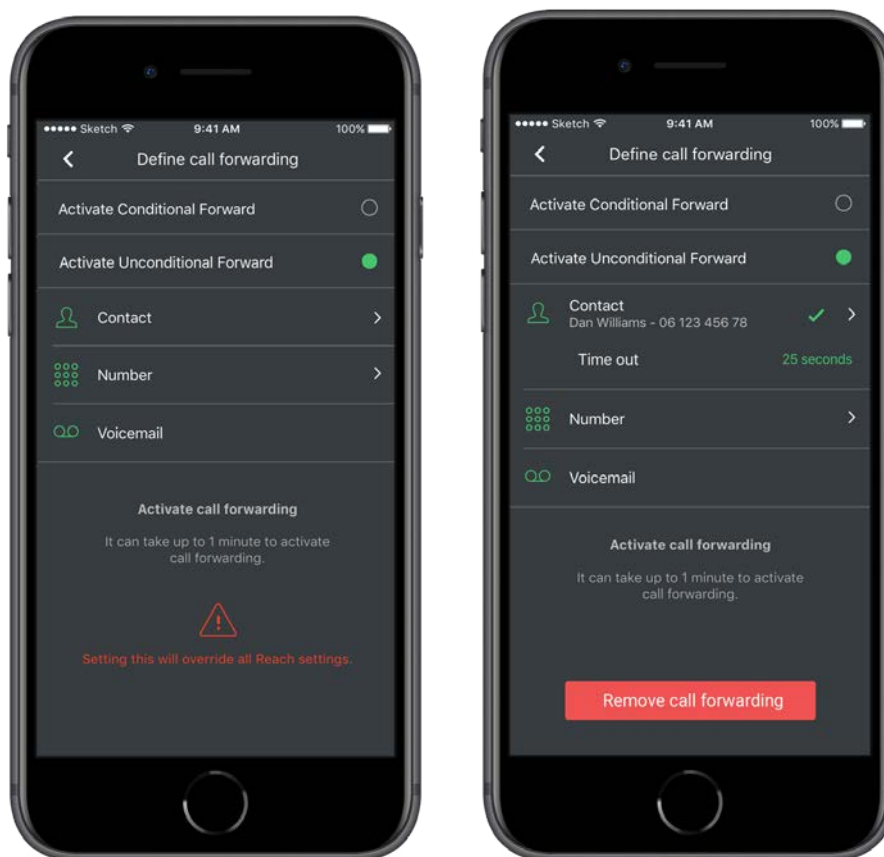 Sketch 9:41 AM 100%
Define call forwarding
Activate Conditional Forward
Activate Unconditional Forward
Contact
Number
Voicemail
Activate call forwarding
It can take up to 1 minute to activate
call forwarding.
Setting this will override all Reach settings.
Sketch 9:41 AM 100%
Define call forwarding
Activate Conditional Forward
Activate Unconditional Forward
Contact
Dan Williams - 06 123 456 78
Time out 25 seconds
Number
Voicemail
Activate call forwarding
It can take up to 1 minute to activate
call forwarding.
Remove call forwarding